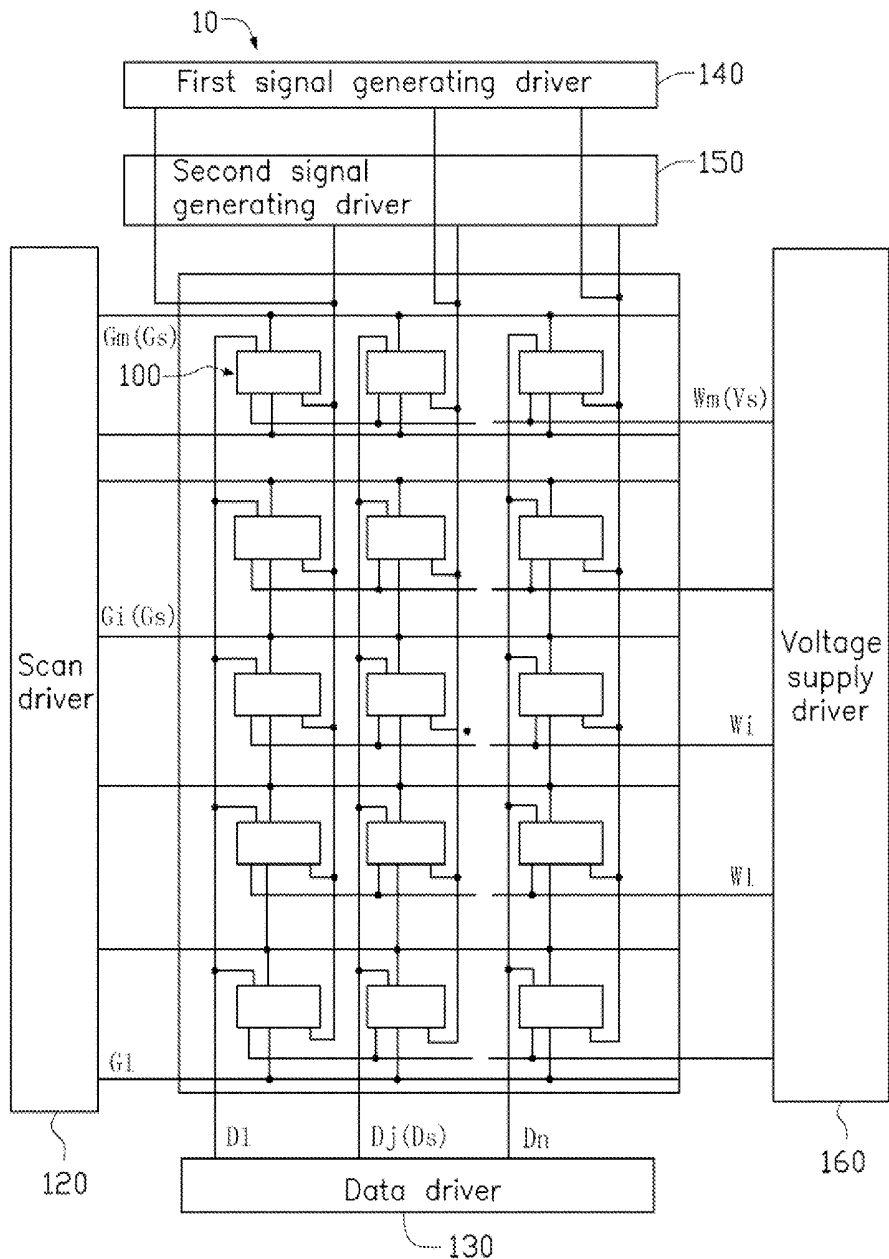 10
First signal generating driver
140
Second signal
generating driver
150
Gm(Gs)
100
Wm(Vs)
Gi(Gs)
Scan
driver
Voltage
supply
driver
Wi
W1
G1
120
D1
Dj(Ds)
Dn
160
Data driver
130